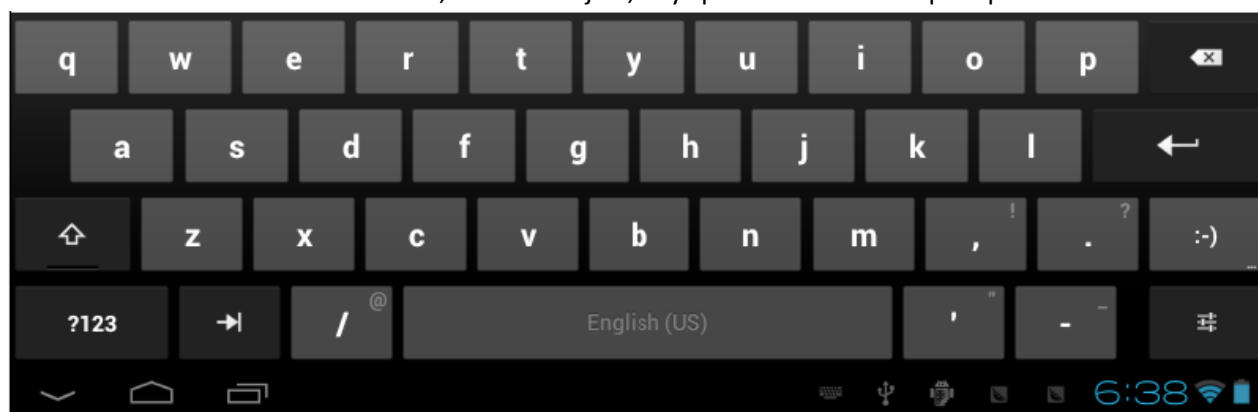 q w e r t y u i o p
a s d f g h j k l
! ?
z x c v b n m , . :-)
@ " _
?123 / English (US) ' -
6:38